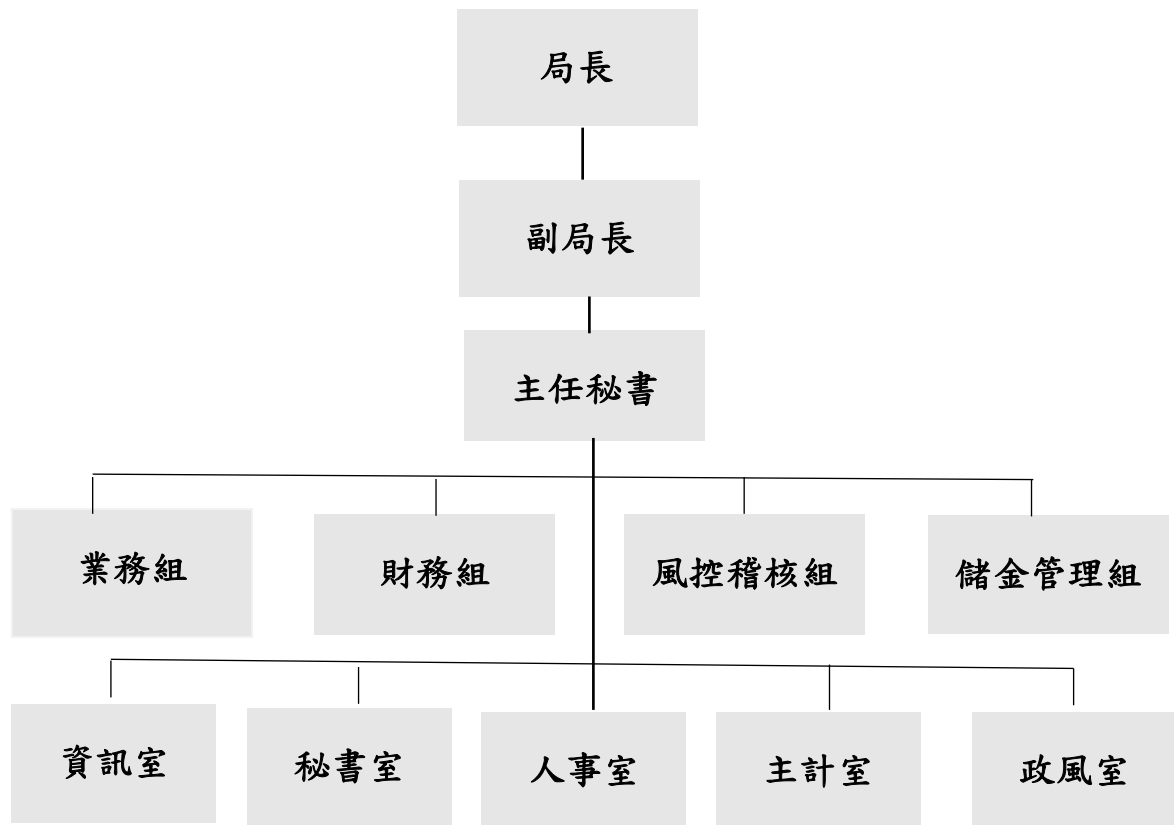 局長
副局長
主任秘書
業務組
財務組
風控稽核組
儲金管理組
資訊室
秘書室
人事室
主計室
政風室